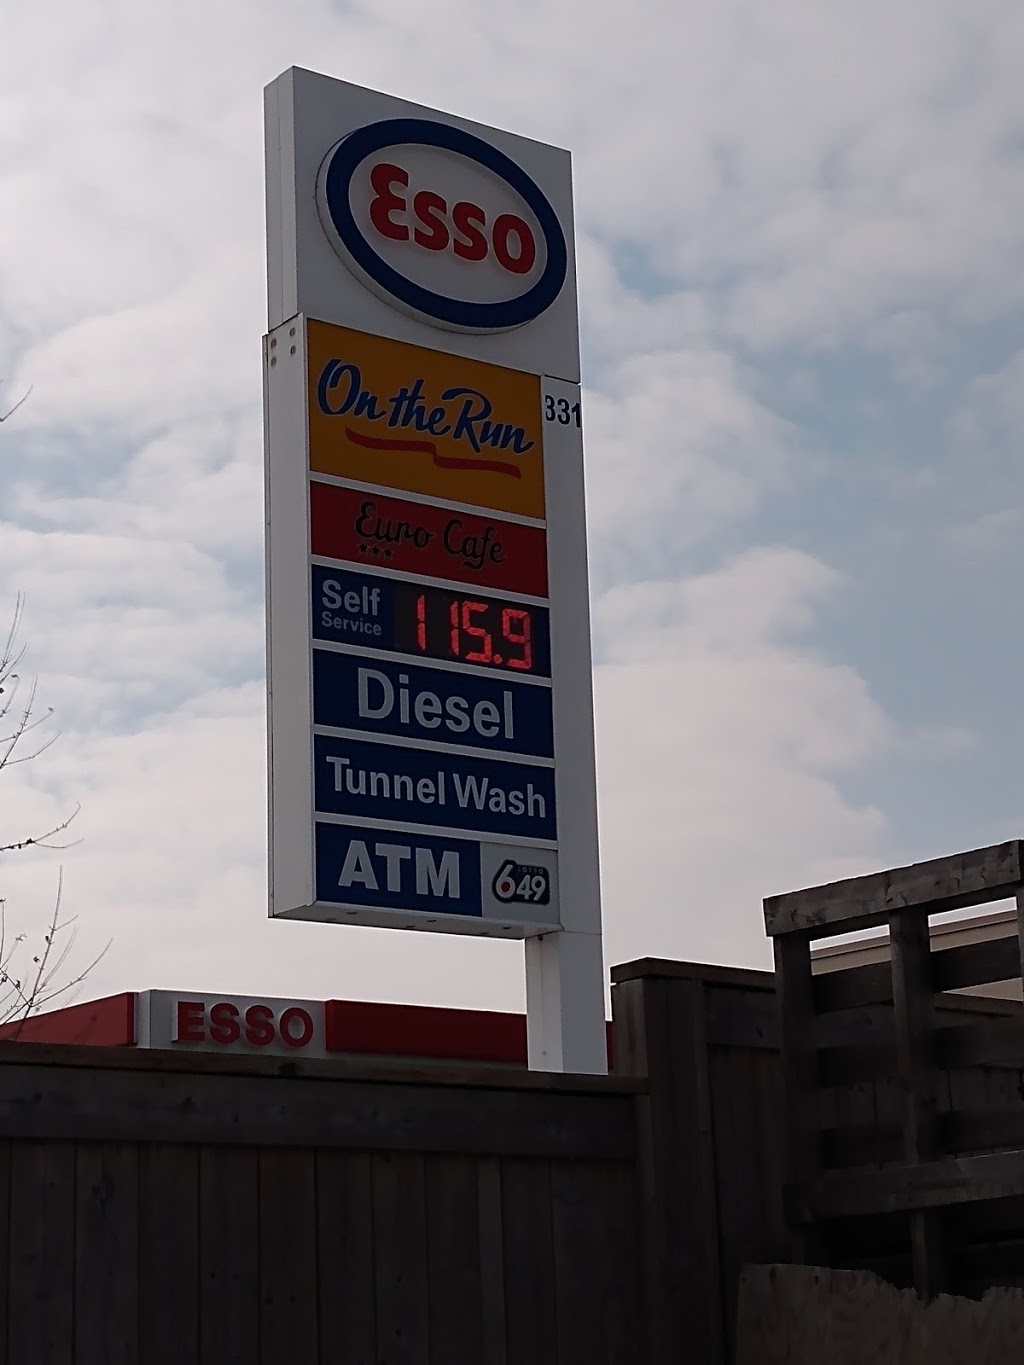 Esso
On the Run
331
Euro Cafe
Self
Service
115.9
Diesel
Tunnel Wash
ATM
LOTTO
649
ESSO